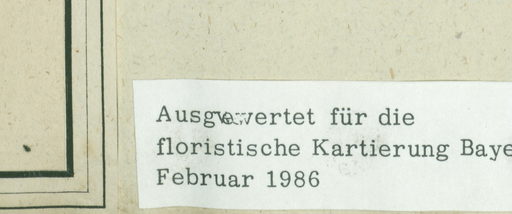 Ausgewertet für die
floristische Kartierung Baye
Februar 1986